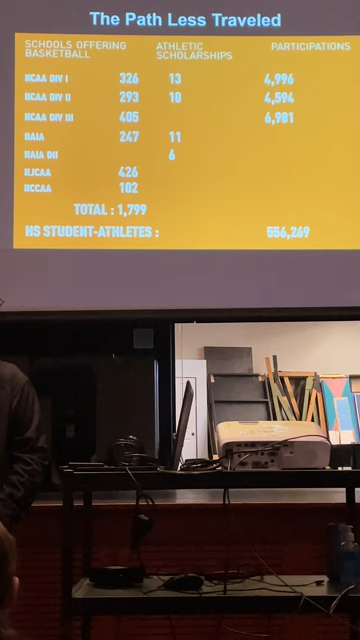 The Path Less Traveled
SCHOOLS OFFERING BASKETBALL ATHLETIC SCHOLARSHIPS PARTICIPATIONS
NCAA DIV I 326 13 4,996
NCAA DIV II 293 10 4,594
NCAA DIV III 405 6,981
NAIA 247 11
NAIA DII 6
NJCAA 426
NCCAA 102
TOTAL : 1,799
HS STUDENT-ATHLETES : 556,269